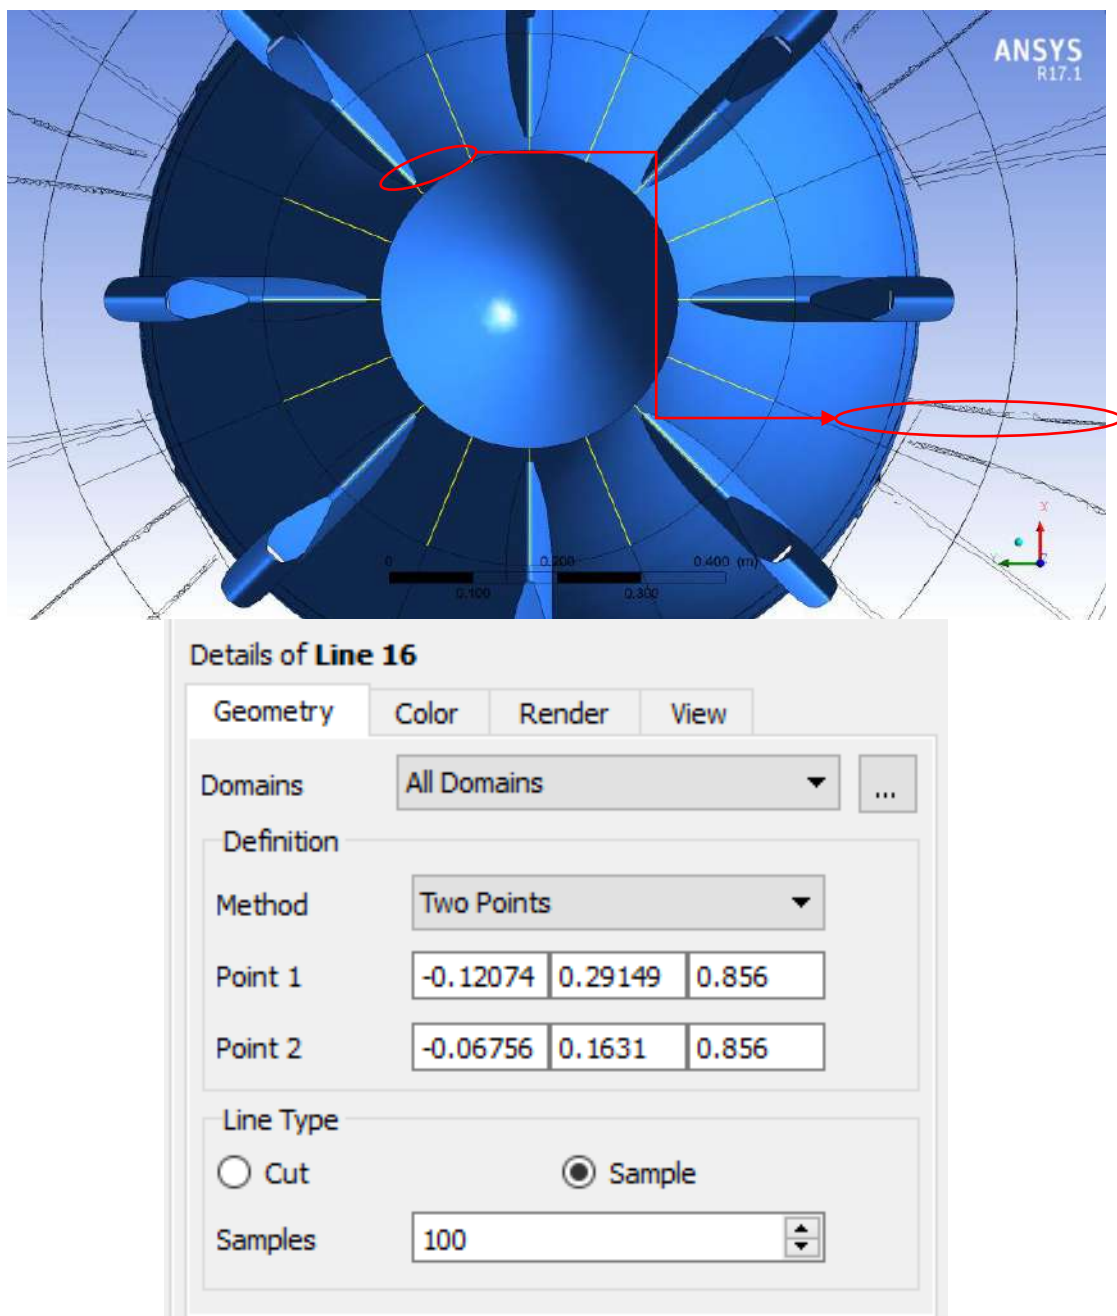 ANSYS
R17.1
X
0 0.200 0.400 (m)
0.100 0.300
Details of Line 16
Geometry Color Render View
Domains All Domains ...
Definition
Method Two Points
Point 1 -0.12074 0.29149 0.856
Point 2 -0.06756 0.1631 0.856
Line Type
Cut Sample
Samples 100